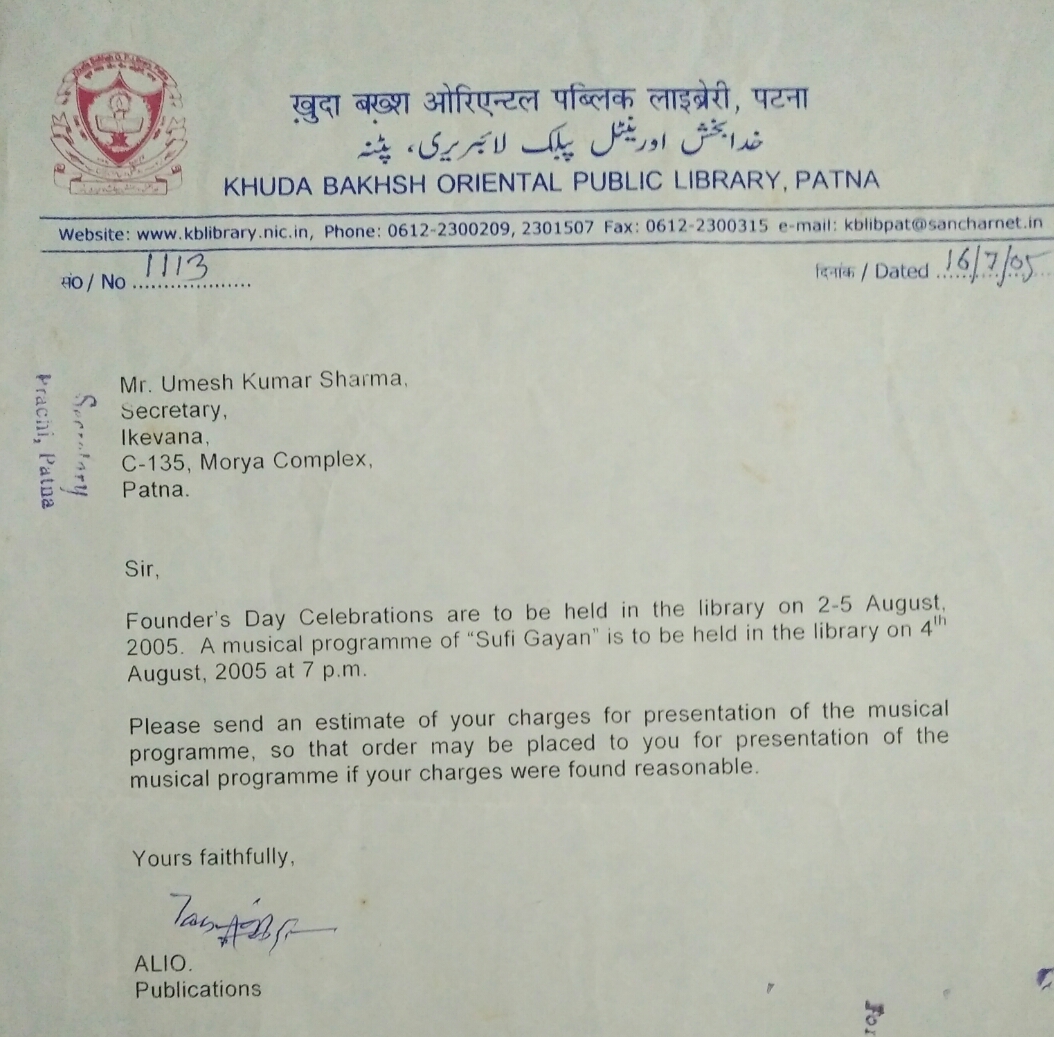 ख़ुदा बख़्श ओरिएन्टल पब्लिक लाइब्रेरी, पटना
خدا بخش اورینٹل پبلک لائبریری، پٹنہ
KHUDA BAKHSH ORIENTAL PUBLIC LIBRARY, PATNA
Website: www.kblibrary.nic.in, Phone: 0612-2300209, 2301507 Fax: 0612-2300315 e-mail: kblibpat@sancharnet.in
सं० / No 1113
दिनांक / Dated 16/7/05
Mr. Umesh Kumar Sharma,
Secretary,
Ikevana,
C-135, Morya Complex,
Patna.
Secretary
Prachi, Patna
Sir,
Founder's Day Celebrations are to be held in the library on 2-5 August,
2005. A musical programme of “Sufi Gayan” is to be held in the library on 4th
August, 2005 at 7 p.m.
Please send an estimate of your charges for presentation of the musical
programme, so that order may be placed to you for presentation of the
musical programme if your charges were found reasonable.
Yours faithfully,
ALIO.
Publications
For